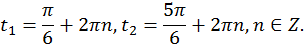 t₁ = π/6 + 2πn, t₂ = 5π/6 + 2πn, n ∈ Z.